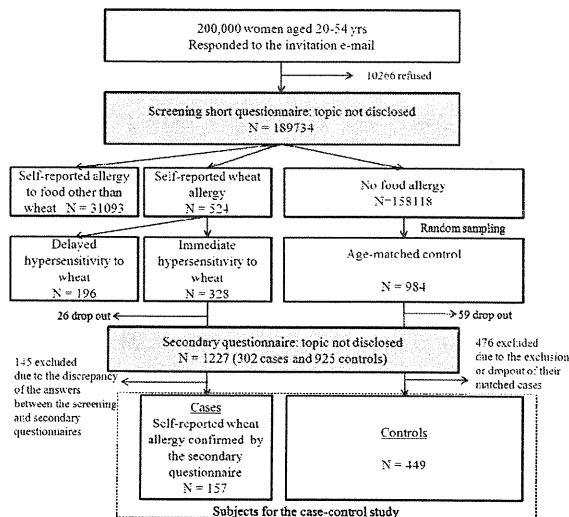 200,000 women aged 20-54 yrs
Responded to the invitation e-mail
10266 refused
Screening short questionnaire: topic not disclosed
N = 189734
Self-reported allergy
to food other than
wheat N = 31093
Self-reported wheat
allergy
N = 524
No food allergy
N=158118
Random sampling
Delayed
hypersensitivity to
wheat
N = 196
Immediate
hypersensitivity to
wheat
N = 328
Age-matched control
N = 984
26 drop out
59 drop out
Secondary questionnaire: topic not disclosed
N = 1227 (302 cases and 925 controls)
145 excluded
due to the discrepancy
of the answers
between the screening
and secondary
questionnaires
476 excluded
due to the exclusion
or dropout of their
matched cases
Cases
Self-reported wheat
allergy confirmed by
the secondary
questionnaire
N = 157
Controls
N = 449
Subjects for the case-control study